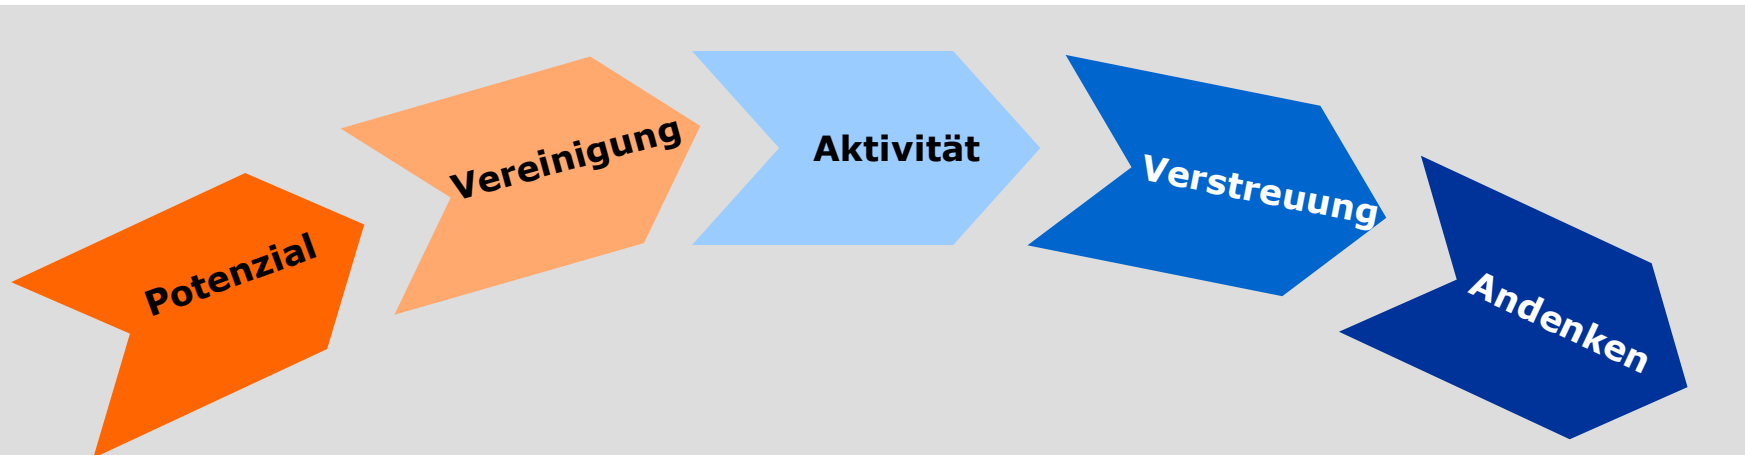 Potenzial
Vereinigung
Aktivität
Verstreuung
Andenken